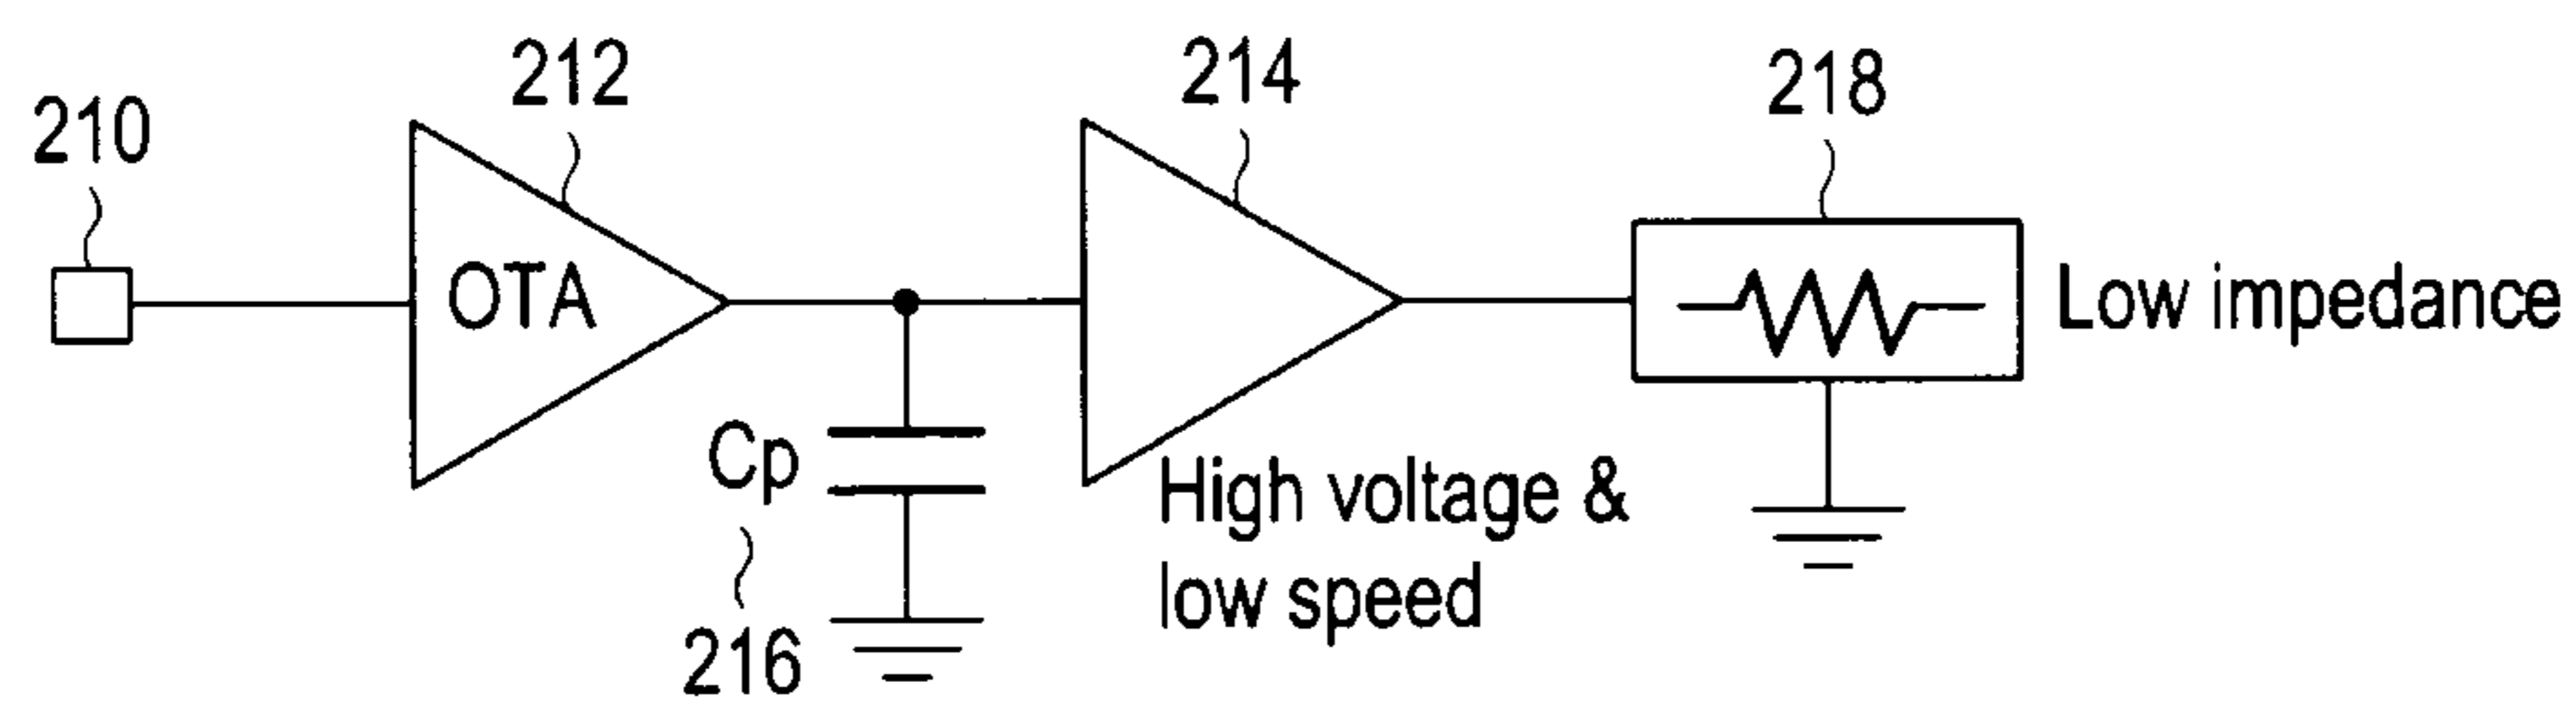 210
212
214
218
OTA
Low impedance
Cp
High voltage &
low speed
216